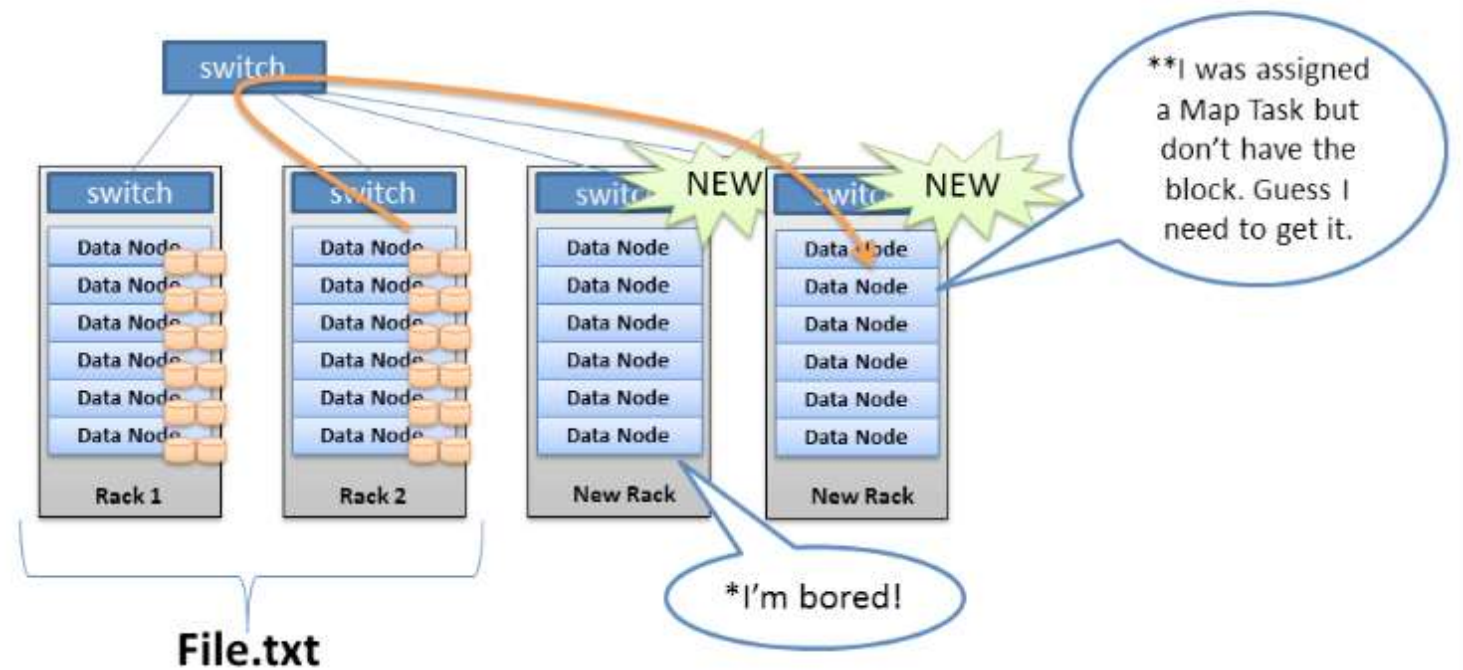 switch
**I was assigned
a Map Task but
don't have the
block. Guess I
need to get it.
switch
switch
NEW
NEW
Data Node
Data Node
Data Node
Data Node
Data Node
Data Node
Rack 1
Data Node
Data Node
Data Node
Data Node
Data Node
Data Node
Rack 2
Data Node
Data Node
Data Node
Data Node
Data Node
Data Node
New Rack
Data Node
Data Node
Data Node
Data Node
Data Node
Data Node
New Rack
*I'm bored!
File.txt